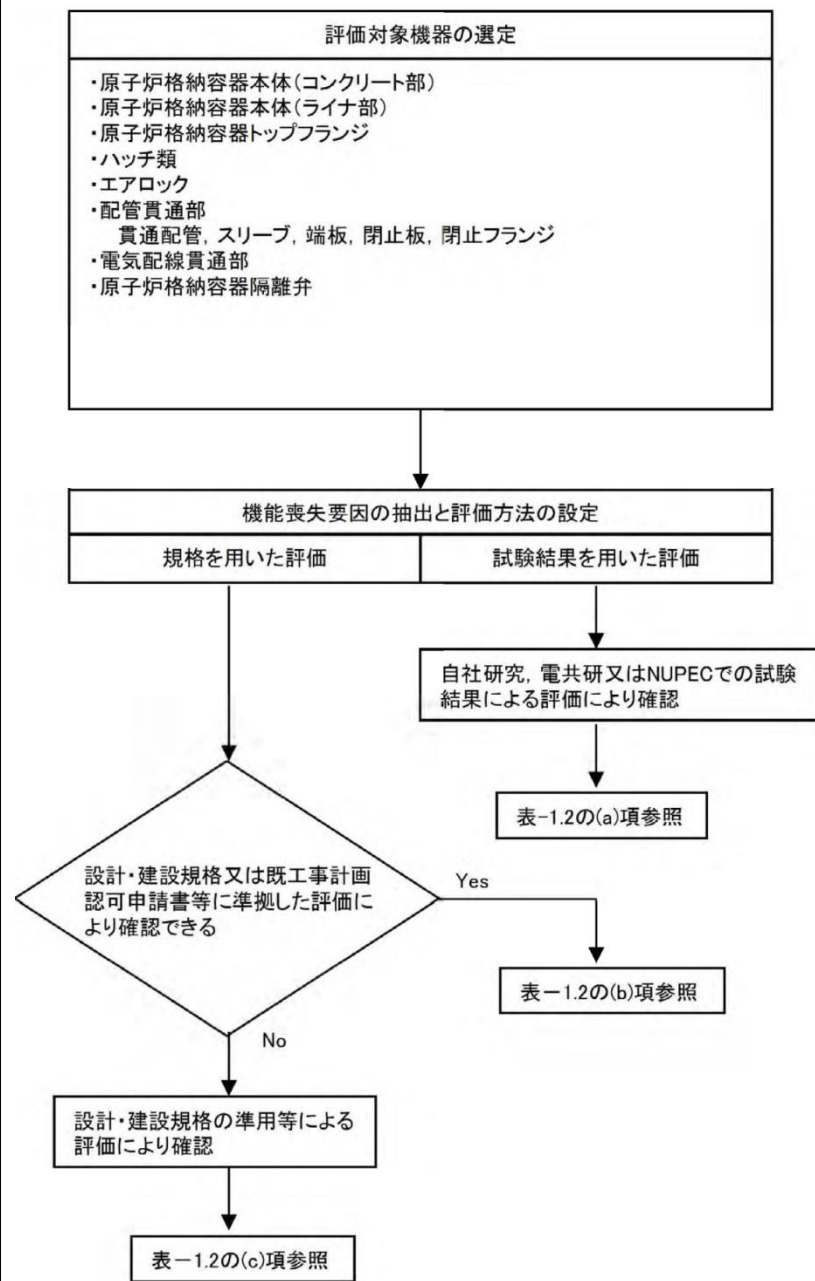 評価対象機器の選定
・原子炉格納容器本体(コンクリート部)
・原子炉格納容器本体(ライナ部)
・原子炉格納容器トップフランジ
・ハッチ類
・エアロック
・配管貫通部
貫通配管，スリーブ，端板，閉止板，閉止フランジ
・電気配線貫通部
・原子炉格納容器隔離弁
機能喪失要因の抽出と評価方法の設定
規格を用いた評価
試験結果を用いた評価
自社研究，電共研又はNUPECでの試験
結果による評価により確認
表-1.2の(a)項参照
設計・建設規格又は既工事計画
認可申請書等に準拠した評価に
より確認できる
Yes
表－1.2の(b)項参照
No
設計・建設規格の準用等による
評価により確認
表－1.2の(c)項参照